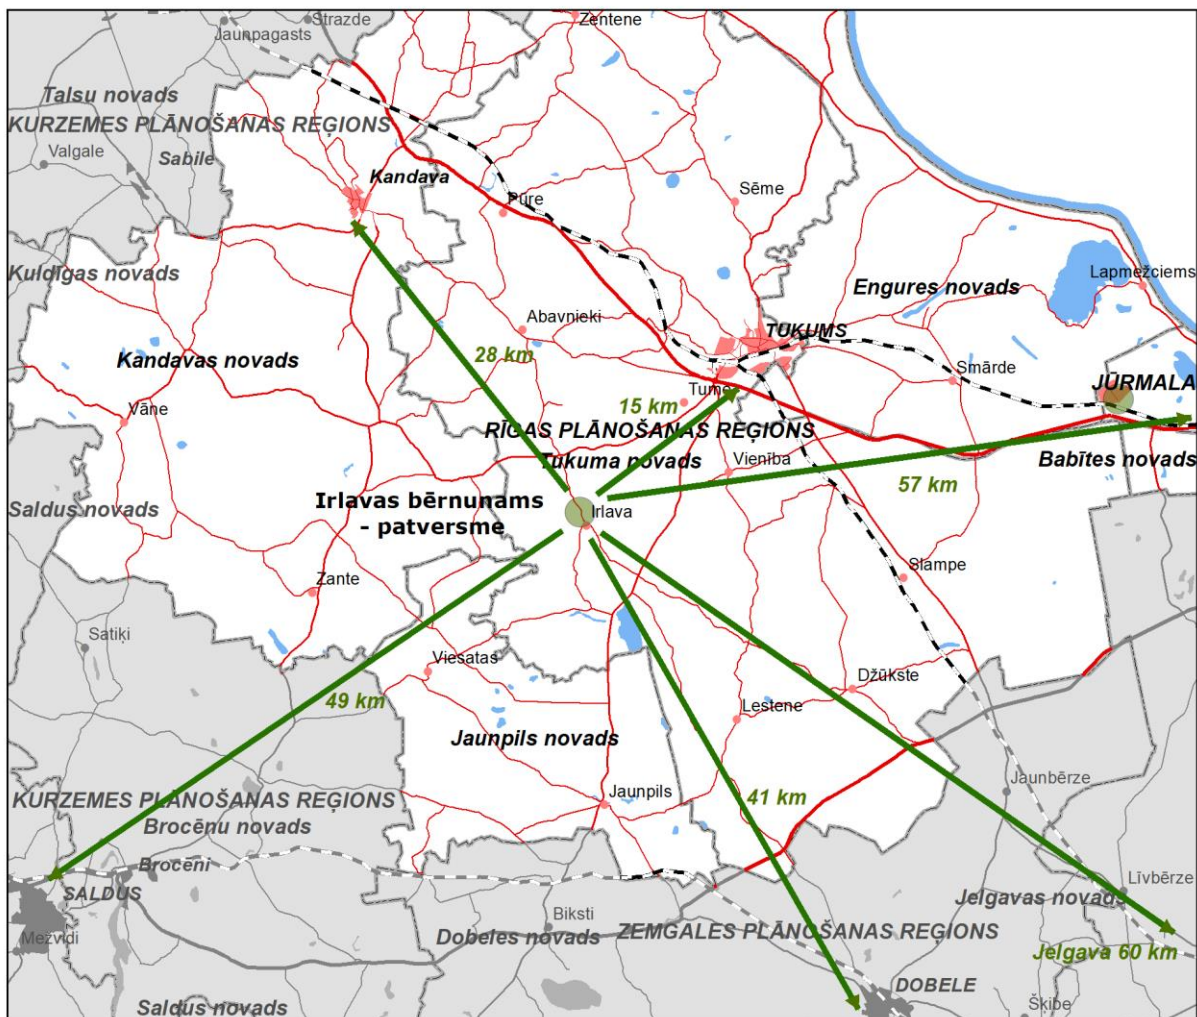 Zentene
Strazde
Jaunpagasts
Talsu novads
KURZEMES PLĀNOŠANAS REĢIONS
Valgale
Sabile
Kandava
Pūre
Sēme
Kuldīgas novads
Lapmežciems
Engures novads
Abavnieki
TUKUMS
Kandavas novads
28 km
Smārde
JŪRMALA
Tume
15 km
Vāne
RĪGAS PLĀNOŠANAS REĢIONS
Tukuma novads
Vienība
Babītes novads
57 km
Irlavas bērnunams
- patversme
Irlava
Saldus novads
Slampe
Zante
Satiķi
Viesatas
Džūkste
49 km
Lestene
Jaunpils novads
Jaunbērze
KURZEMES PLĀNOŠANAS REĢIONS
Jaunpils
41 km
Brocēnu novads
Brocēni
SALDUS
Līvbērze
Jelgavas novads
Biksti
Mežvidi
Dobeles novads
ZEMGALES PLĀNOŠANAS REĢIONS
Jelgava 60 km
DOBELE
Saldus novads
Šķibe